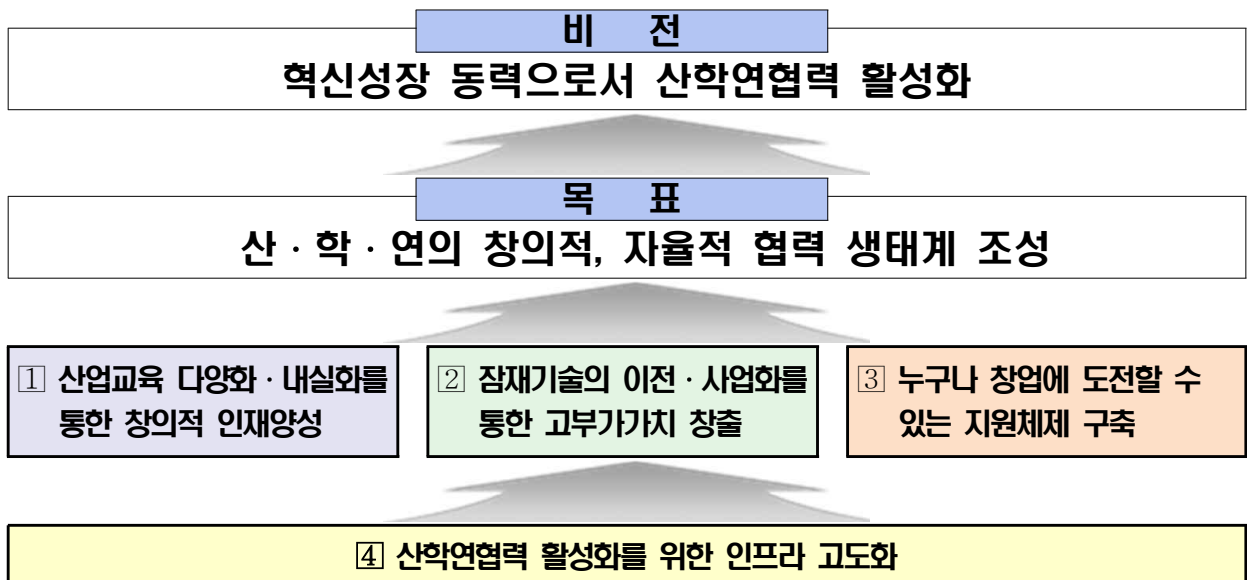 비 전
혁신성장 동력으로서 산학연협력 활성화
목 표
산·학·연의 창의적, 자율적 협력 생태계 조성
1 산업교육 다양화·내실화를
통한 창의적 인재양성
2 잠재기술의 이전·사업화를
통한 고부가가치 창출
3 누구나 창업에 도전할 수
있는 지원체제 구축
4 산학연협력 활성화를 위한 인프라 고도화